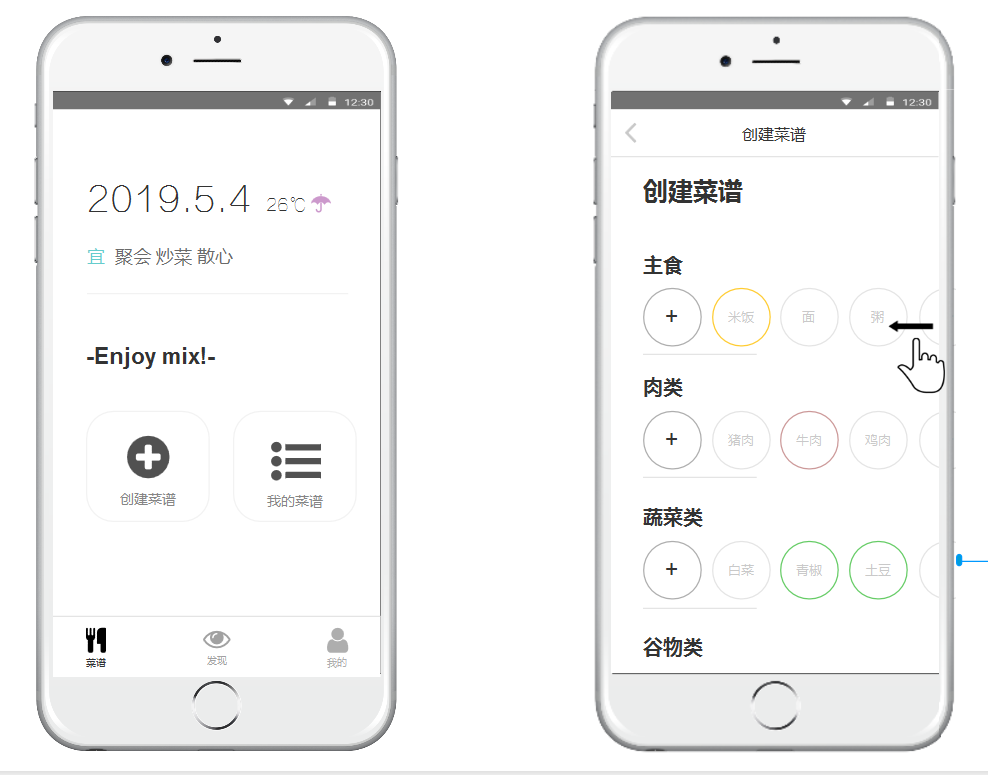 12:30
2019.5.4 26℃
宜 聚会 炒菜 散心
-Enjoy mix!-
创建菜谱 我的菜谱
菜谱 发现 我的
12:30
创建菜谱
创建菜谱
主食
+ 米饭 面 粥
肉类
+ 猪肉 牛肉 鸡肉
蔬菜类
+ 白菜 青椒 土豆
谷物类